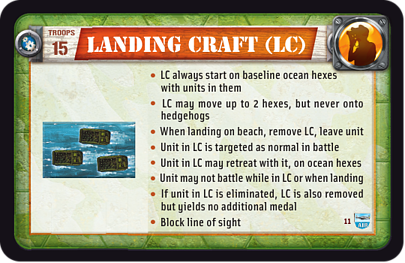 TROOPS
15
LANDING CRAFT (LC)
• LC always start on baseline ocean hexes
with units in them
• LC may move up to 2 hexes, but never onto
hedgehogs
• When landing on beach, remove LC, leave unit
• Unit in LC is targeted as normal in battle
• Unit in LC may retreat with it, on ocean hexes
• Unit may not battle while in LC or when landing
• If unit in LC is eliminated, LC is also removed
but yields no additional medal
• Block line of sight
11